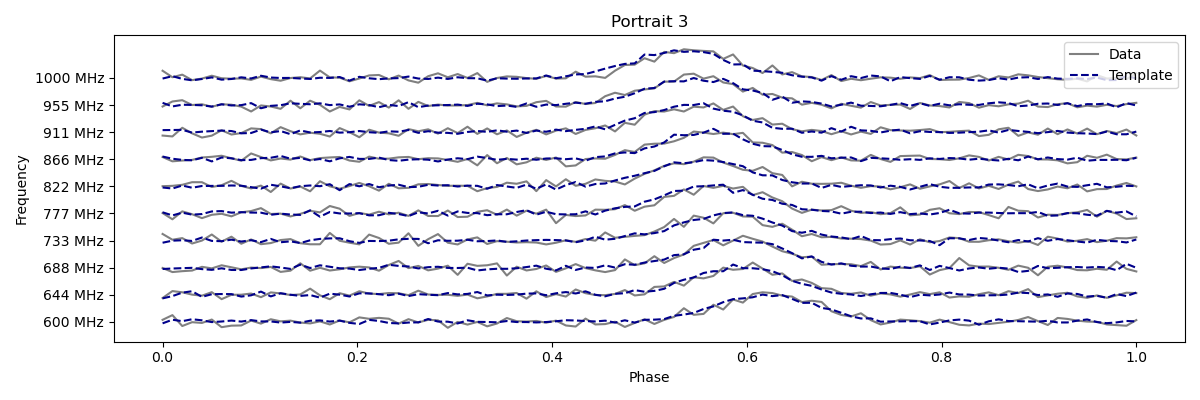 Portrait 3
Data
Template
Frequency
1000 MHz
955 MHz
911 MHz
866 MHz
822 MHz
777 MHz
733 MHz
688 MHz
644 MHz
600 MHz
0.0 0.2 0.4 0.6 0.8 1.0
Phase